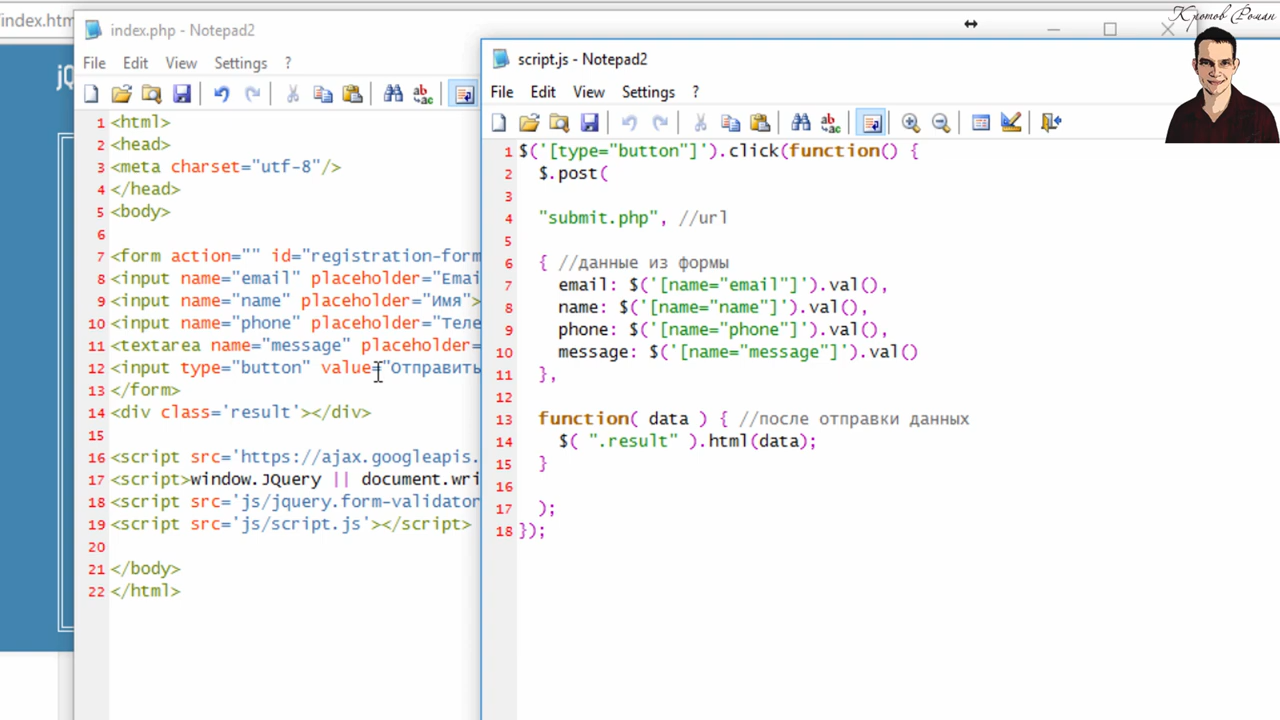 /index.htm
jQ
index.php - Notepad2
File Edit View Settings ?
1 <html>
2 <head>
3 <meta charset="utf-8"/>
4 </head>
5 <body>
6
7 <form action="" id="registration-form
8 <input name="email" placeholder="Emai
9 <input name="name" placeholder="Имя">
10 <input name="phone" placeholder="Теле
11 <textarea name="message" placeholder=
12 <input type="button" value="Отправить
13 </form>
14 <div class='result'></div>
15
16 <script src='https://ajax.googleapis.
17 <script>window.JQuery || document.wri
18 <script src='js/jquery.form-validator
19 <script src='js/script.js'></script>
20
21 </body>
22 </html>
Кротов Роман
script.js - Notepad2
File Edit View Settings ?
1 $('[type="button"]').click(function() {
2 $.post(
3
4 "submit.php", //url
5
6 { //данные из формы
7 email: $('[name="email"]').val(),
8 name: $('[name="name"]').val(),
9 phone: $('[name="phone"]').val(),
10 message: $('[name="message"]').val()
11 },
12
13 function( data ) { //после отправки данных
14 $( ".result" ).html(data);
15 }
16
17 );
18 });